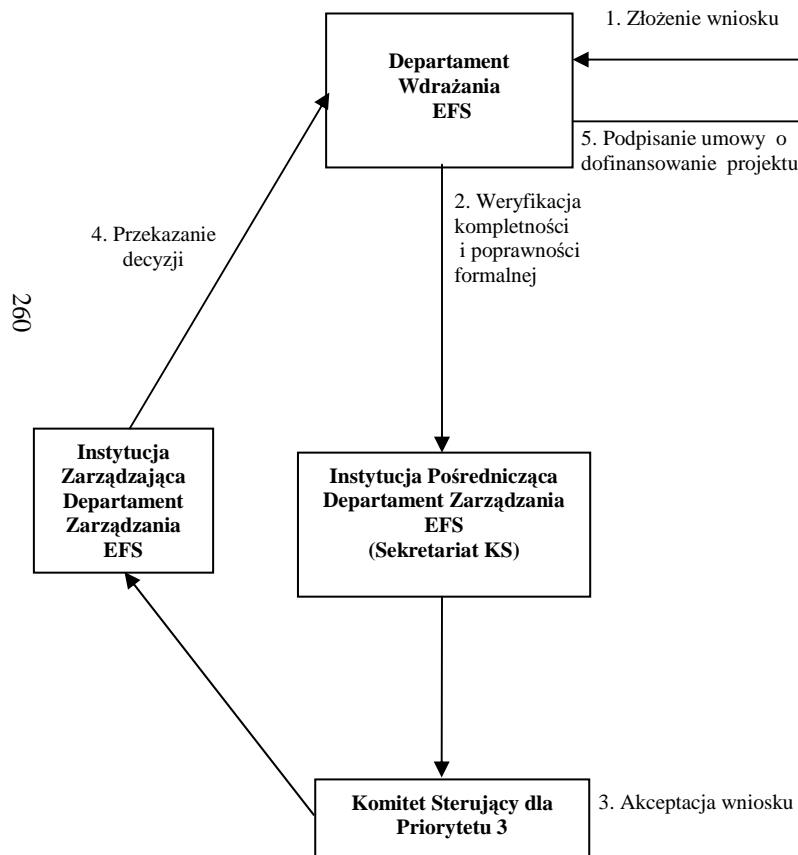 1. Złożenie wniosku
Departament
Wdrażania
EFS
5. Podpisanie umowy o
dofinansowanie projektu
2. Weryfikacja
kompletności
i poprawności
formalnej
4. Przekazanie
decyzji
260
Instytucja
Zarządzająca
Departament
Zarządzania
EFS
Instytucja Pośrednicząca
Departament Zarządzania
EFS
(Sekretariat KS)
Komitet Sterujący dla
Priorytetu 3
3. Akceptacja wniosku